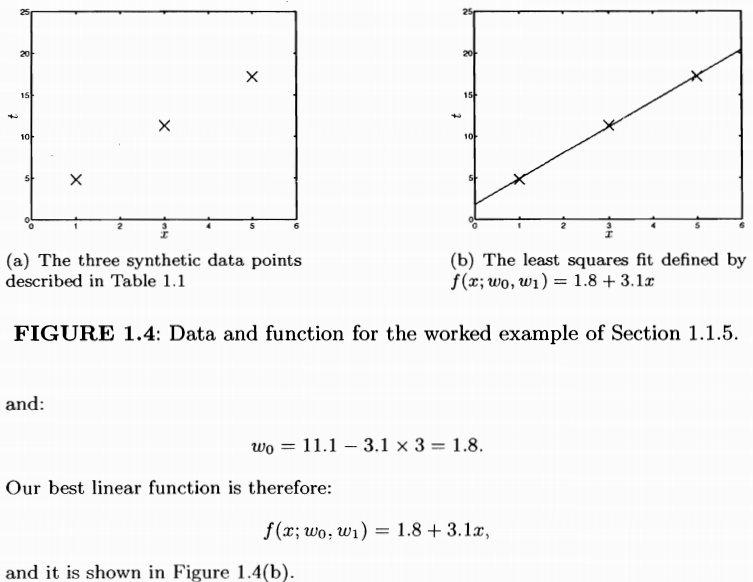 25
20
15
10
5
0
t
0 1 2 3 4 5 6
x
25
20
15
10
5
0
t
0 1 2 3 4 5 6
x
(a) The three synthetic data points
described in Table 1.1
(b) The least squares fit defined by
f(x; w₀, w₁) = 1.8 + 3.1x
FIGURE 1.4: Data and function for the worked example of Section 1.1.5.
and:
w₀ = 11.1 − 3.1 × 3 = 1.8.
Our best linear function is therefore:
f(x; w₀, w₁) = 1.8 + 3.1x,
and it is shown in Figure 1.4(b).